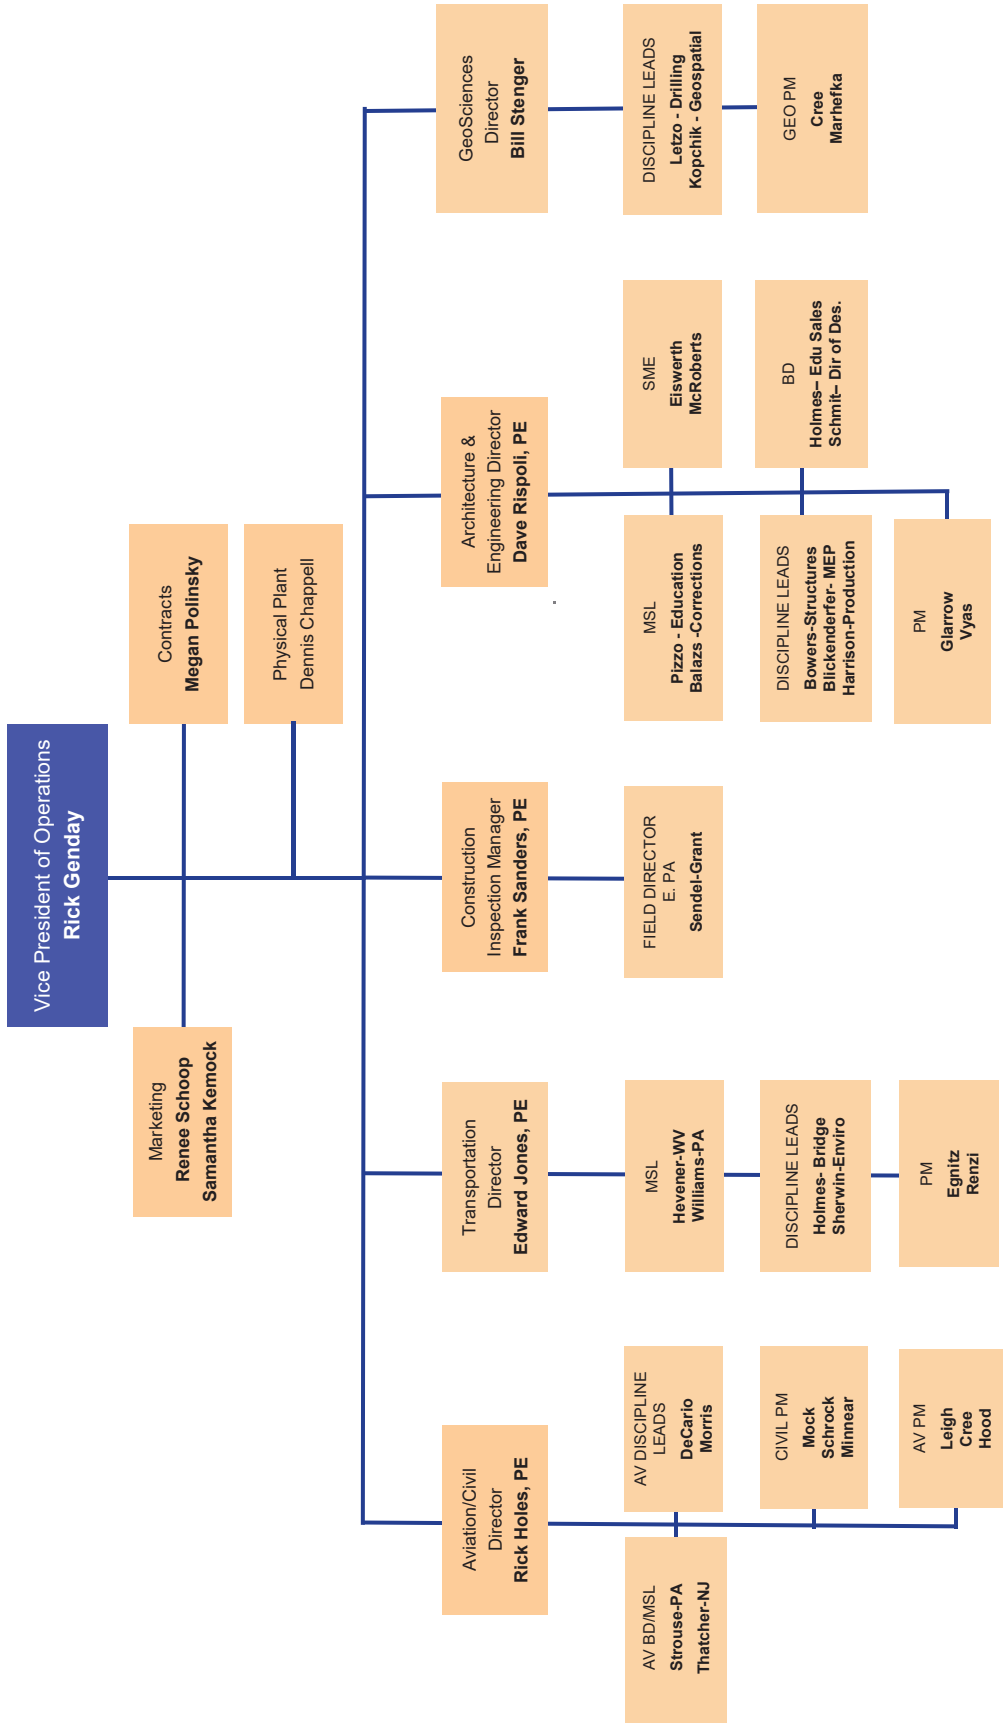 Vice President of Operations
Rick Genday
Marketing
Renee Schoop
Samantha Kemock
Contracts
Megan Polinsky
Physical Plant
Dennis Chappell
Aviation/Civil
Director
Rick Holes, PE
Transportation
Director
Edward Jones, PE
Construction
Inspection Manager
Frank Sanders, PE
Architecture &
Engineering Director
Dave Rispoli, PE
GeoSciences
Director
Bill Stenger
AV BD/MSL
Strouse-PA
Thatcher-NJ
AV DISCIPLINE
LEADS
DeCario
Morris
CIVIL PM
Mock
Schrock
Minnear
AV PM
Leigh
Cree
Hood
MSL
Hevener-WV
Williams-PA
DISCIPLINE LEADS
Holmes- Bridge
Sherwin-Enviro
PM
Egnitz
Renzi
FIELD DIRECTOR
E. PA
Sendel-Grant
MSL
Pizzo - Education
Balazs -Corrections
SME
Eiswerth
McRoberts
DISCIPLINE LEADS
Bowers-Structures
Blickenderfer- MEP
Harrison-Production
BD
Holmes– Edu Sales
Schmit– Dir of Des.
PM
Glarrow
Vyas
DISCIPLINE LEADS
Letzo - Drilling
Kopchik - Geospatial
GEO PM
Cree
Marhefka